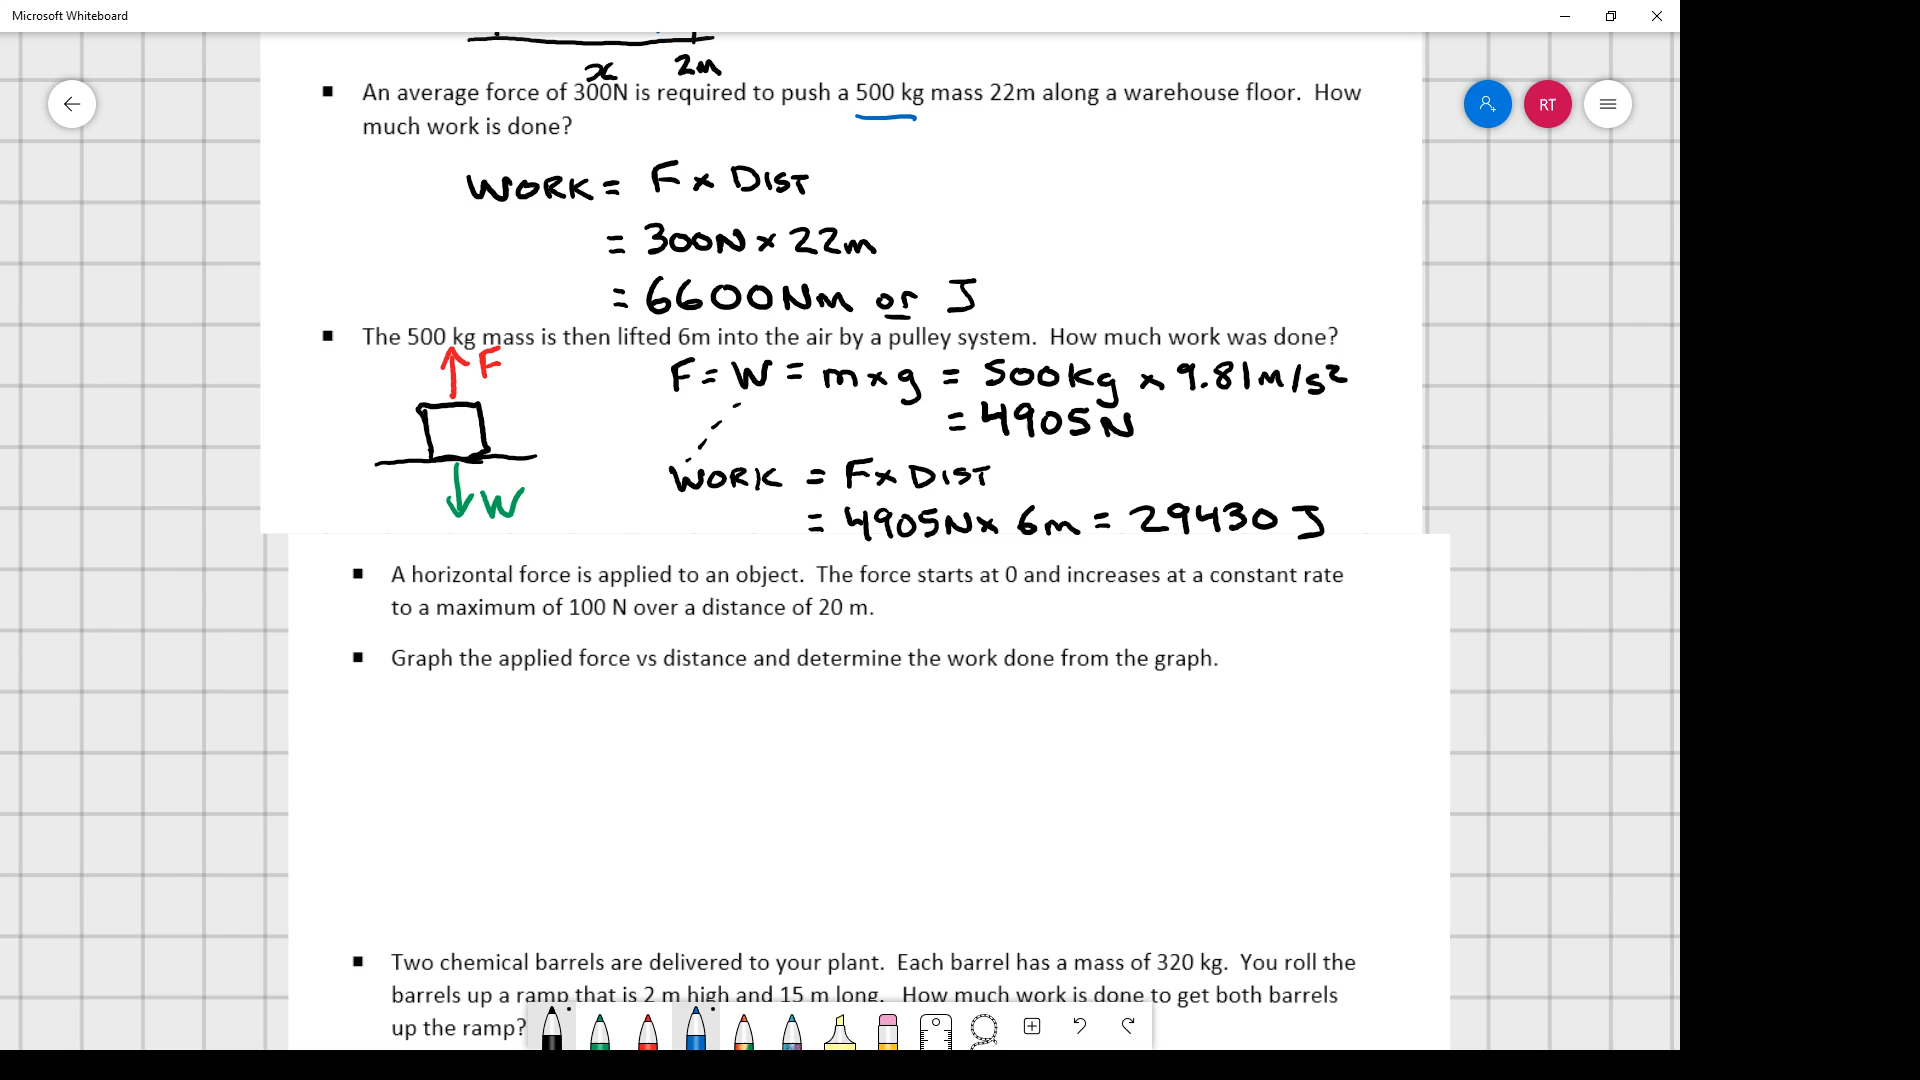 Microsoft Whiteboard
x 2m
▪ An average force of 300N is required to push a 500 kg mass 22m along a warehouse floor. How
much work is done?
RT
WORK = F x DIST
= 300N x 22m
= 6600Nm or J
▪ The 500 kg mass is then lifted 6m into the air by a pulley system. How much work was done?
F
F = W = m x g = 500kg x 9.81m/s²
= 4905N
WORK = F x DIST
W
= 4905N x 6m = 29430 J
▪ A horizontal force is applied to an object. The force starts at 0 and increases at a constant rate
to a maximum of 100 N over a distance of 20 m.
▪ Graph the applied force vs distance and determine the work done from the graph.
▪ Two chemical barrels are delivered to your plant. Each barrel has a mass of 320 kg. You roll the
barrels up a ramp that is 2 m high and 15 m long. How much work is done to get both barrels
up the ramp?